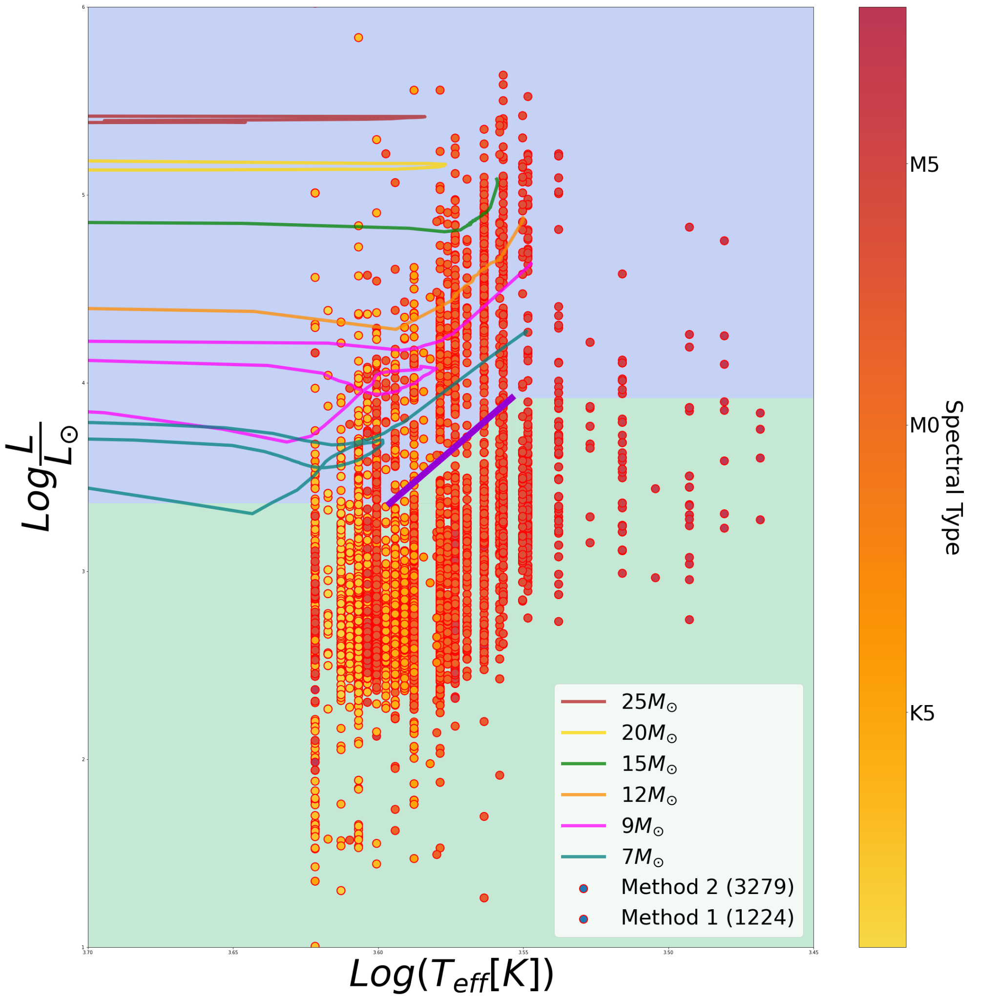 6
5
4
3
2
1
3.70
3.65
3.60
3.55
3.50
3.45
Log L/L⊙
Log(T_eff[K])
25M⊙
20M⊙
15M⊙
12M⊙
9M⊙
7M⊙
Method 2 (3279)
Method 1 (1224)
M5
M0
K5
Spectral Type